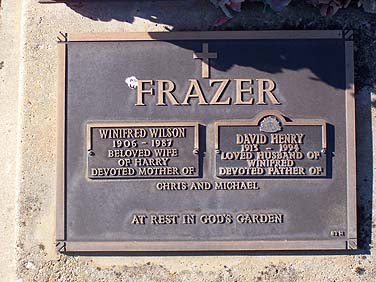 FRAZER
WINIFRED WILSON
1906 - 1987
BELOVED WIFE
OF HARRY
DEVOTED MOTHER OF
DAVID HENRY
1915 - 1994
LOVED HUSBAND OF
WINIFRED
DEVOTED FATHER OF
CHRIS AND MICHAEL
AT REST IN GOD'S GARDEN